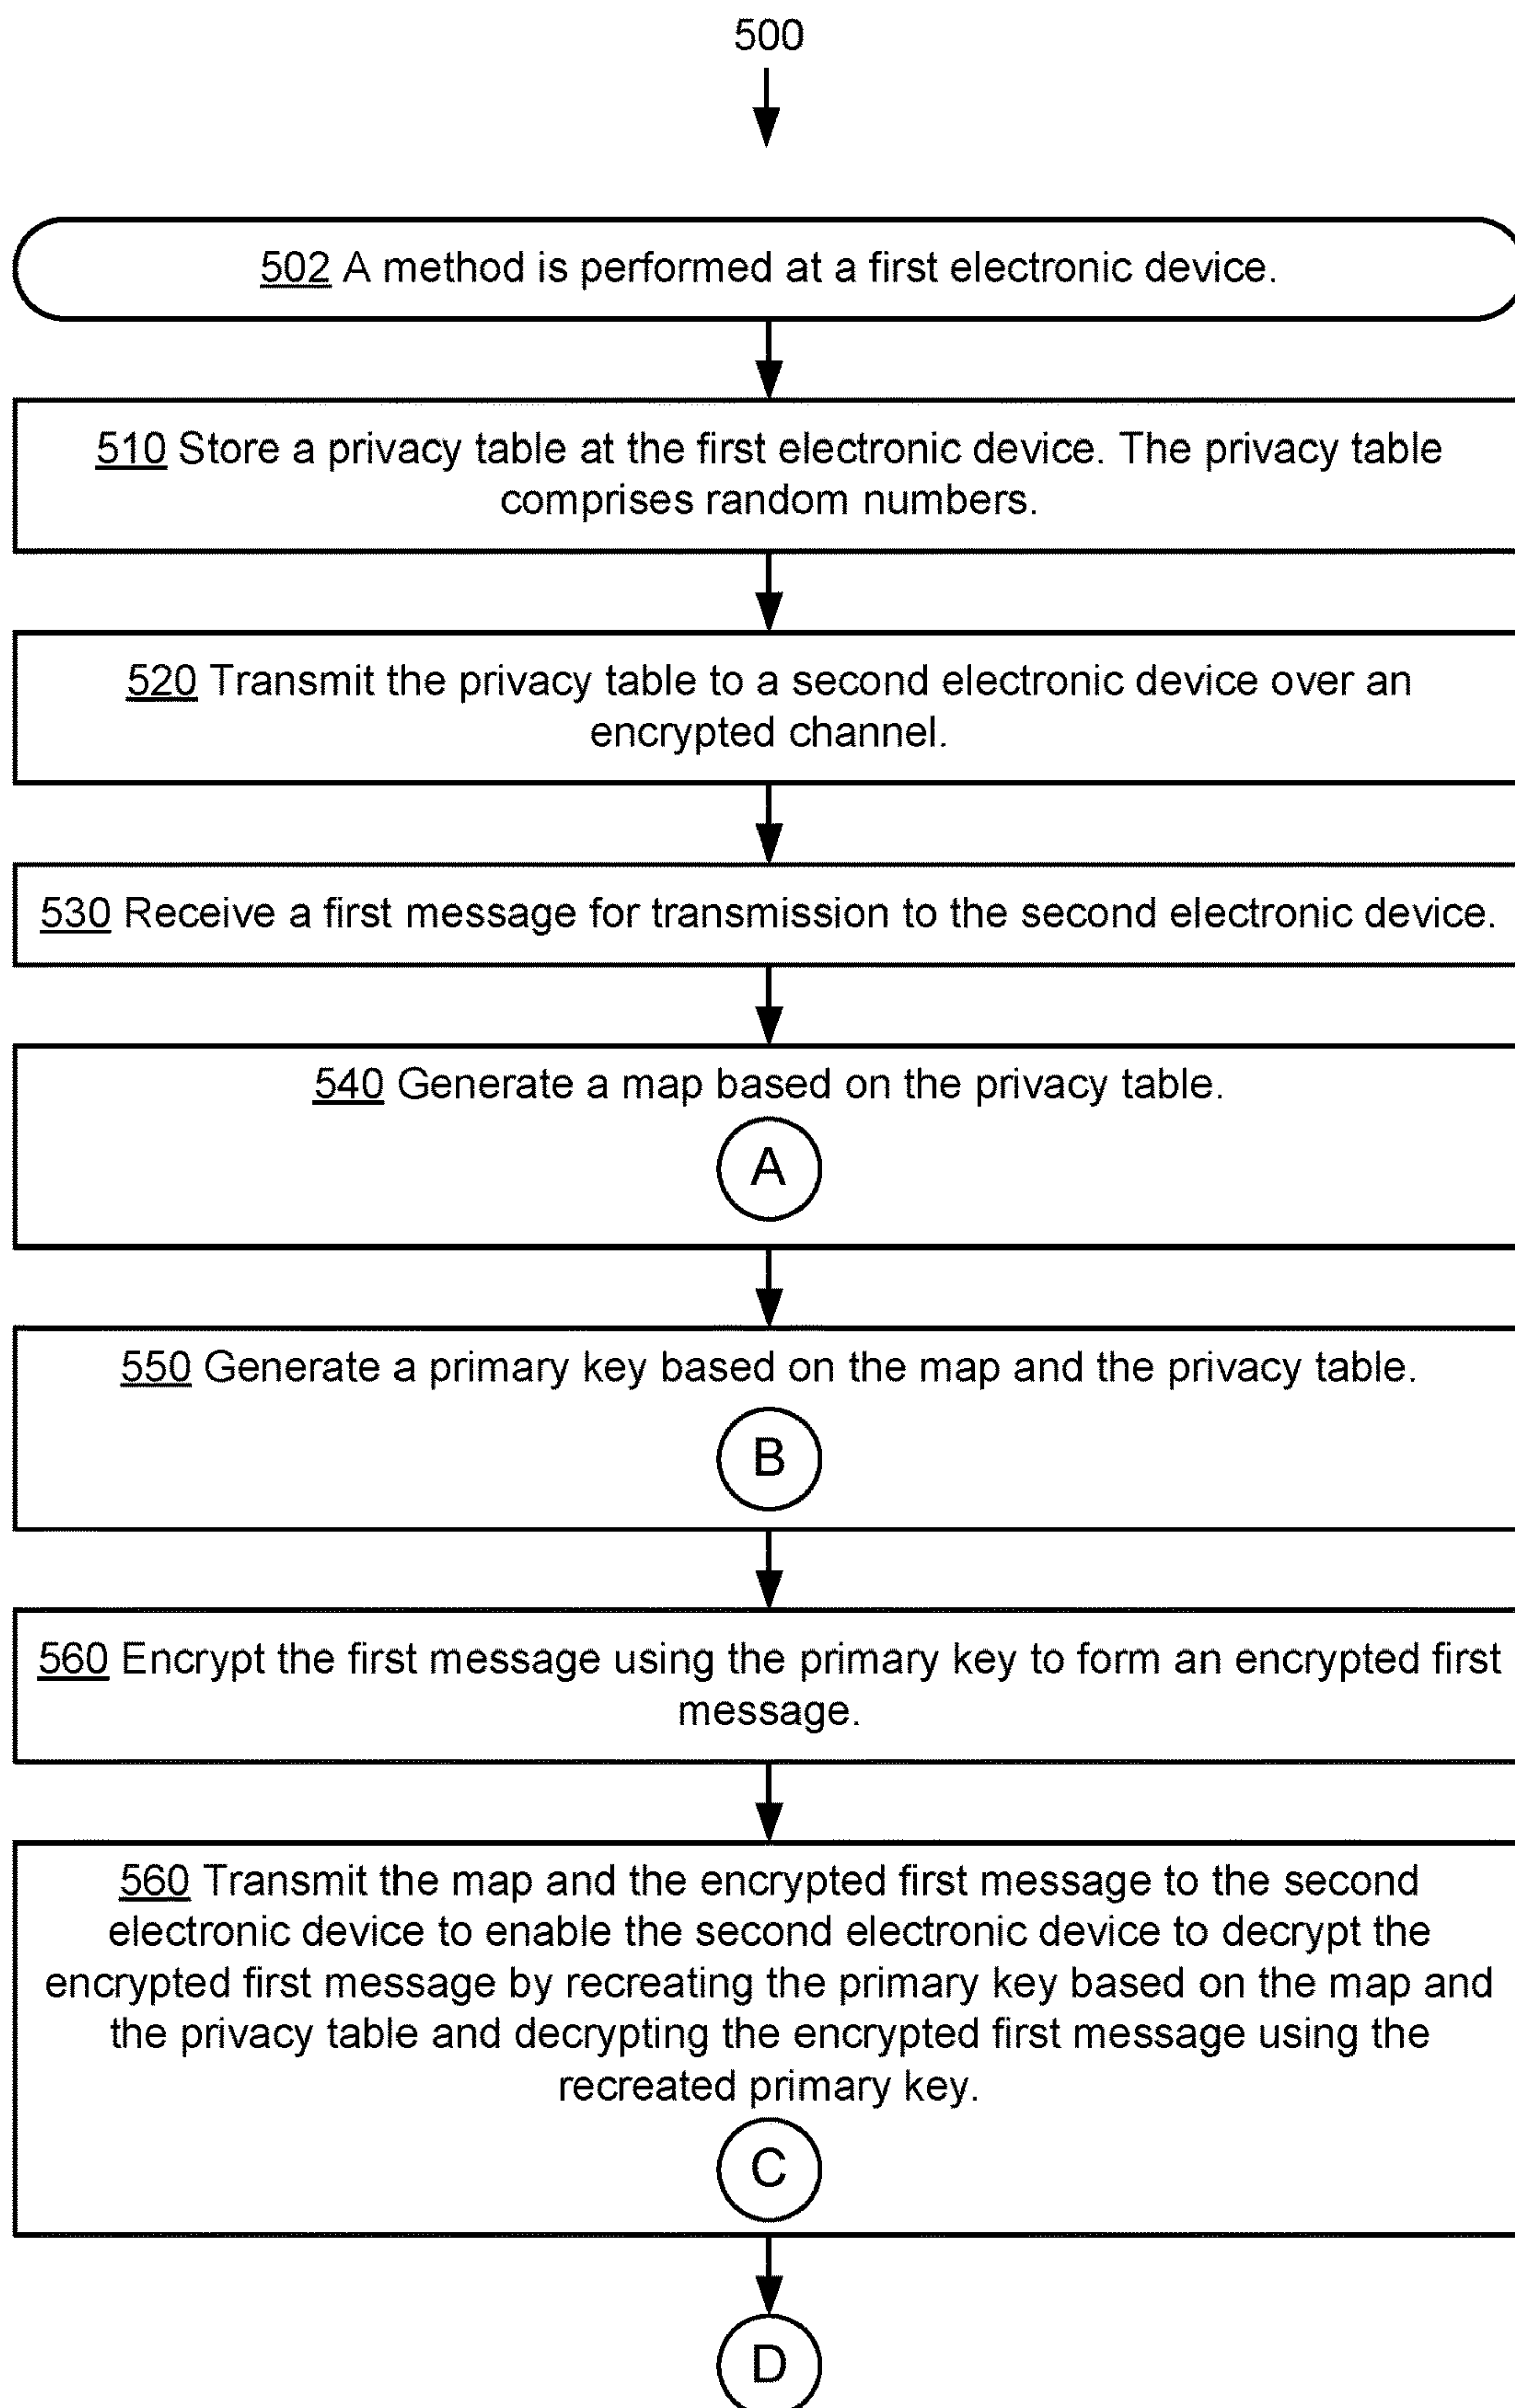 500
502 A method is performed at a first electronic device.
510 Store a privacy table at the first electronic device. The privacy table
comprises random numbers.
520 Transmit the privacy table to a second electronic device over an
encrypted channel.
530 Receive a first message for transmission to the second electronic device.
540 Generate a map based on the privacy table.
A
550 Generate a primary key based on the map and the privacy table.
B
560 Encrypt the first message using the primary key to form an encrypted first
message.
560 Transmit the map and the encrypted first message to the second
electronic device to enable the second electronic device to decrypt the
encrypted first message by recreating the primary key based on the map and
the privacy table and decrypting the encrypted first message using the
recreated primary key.
C
D